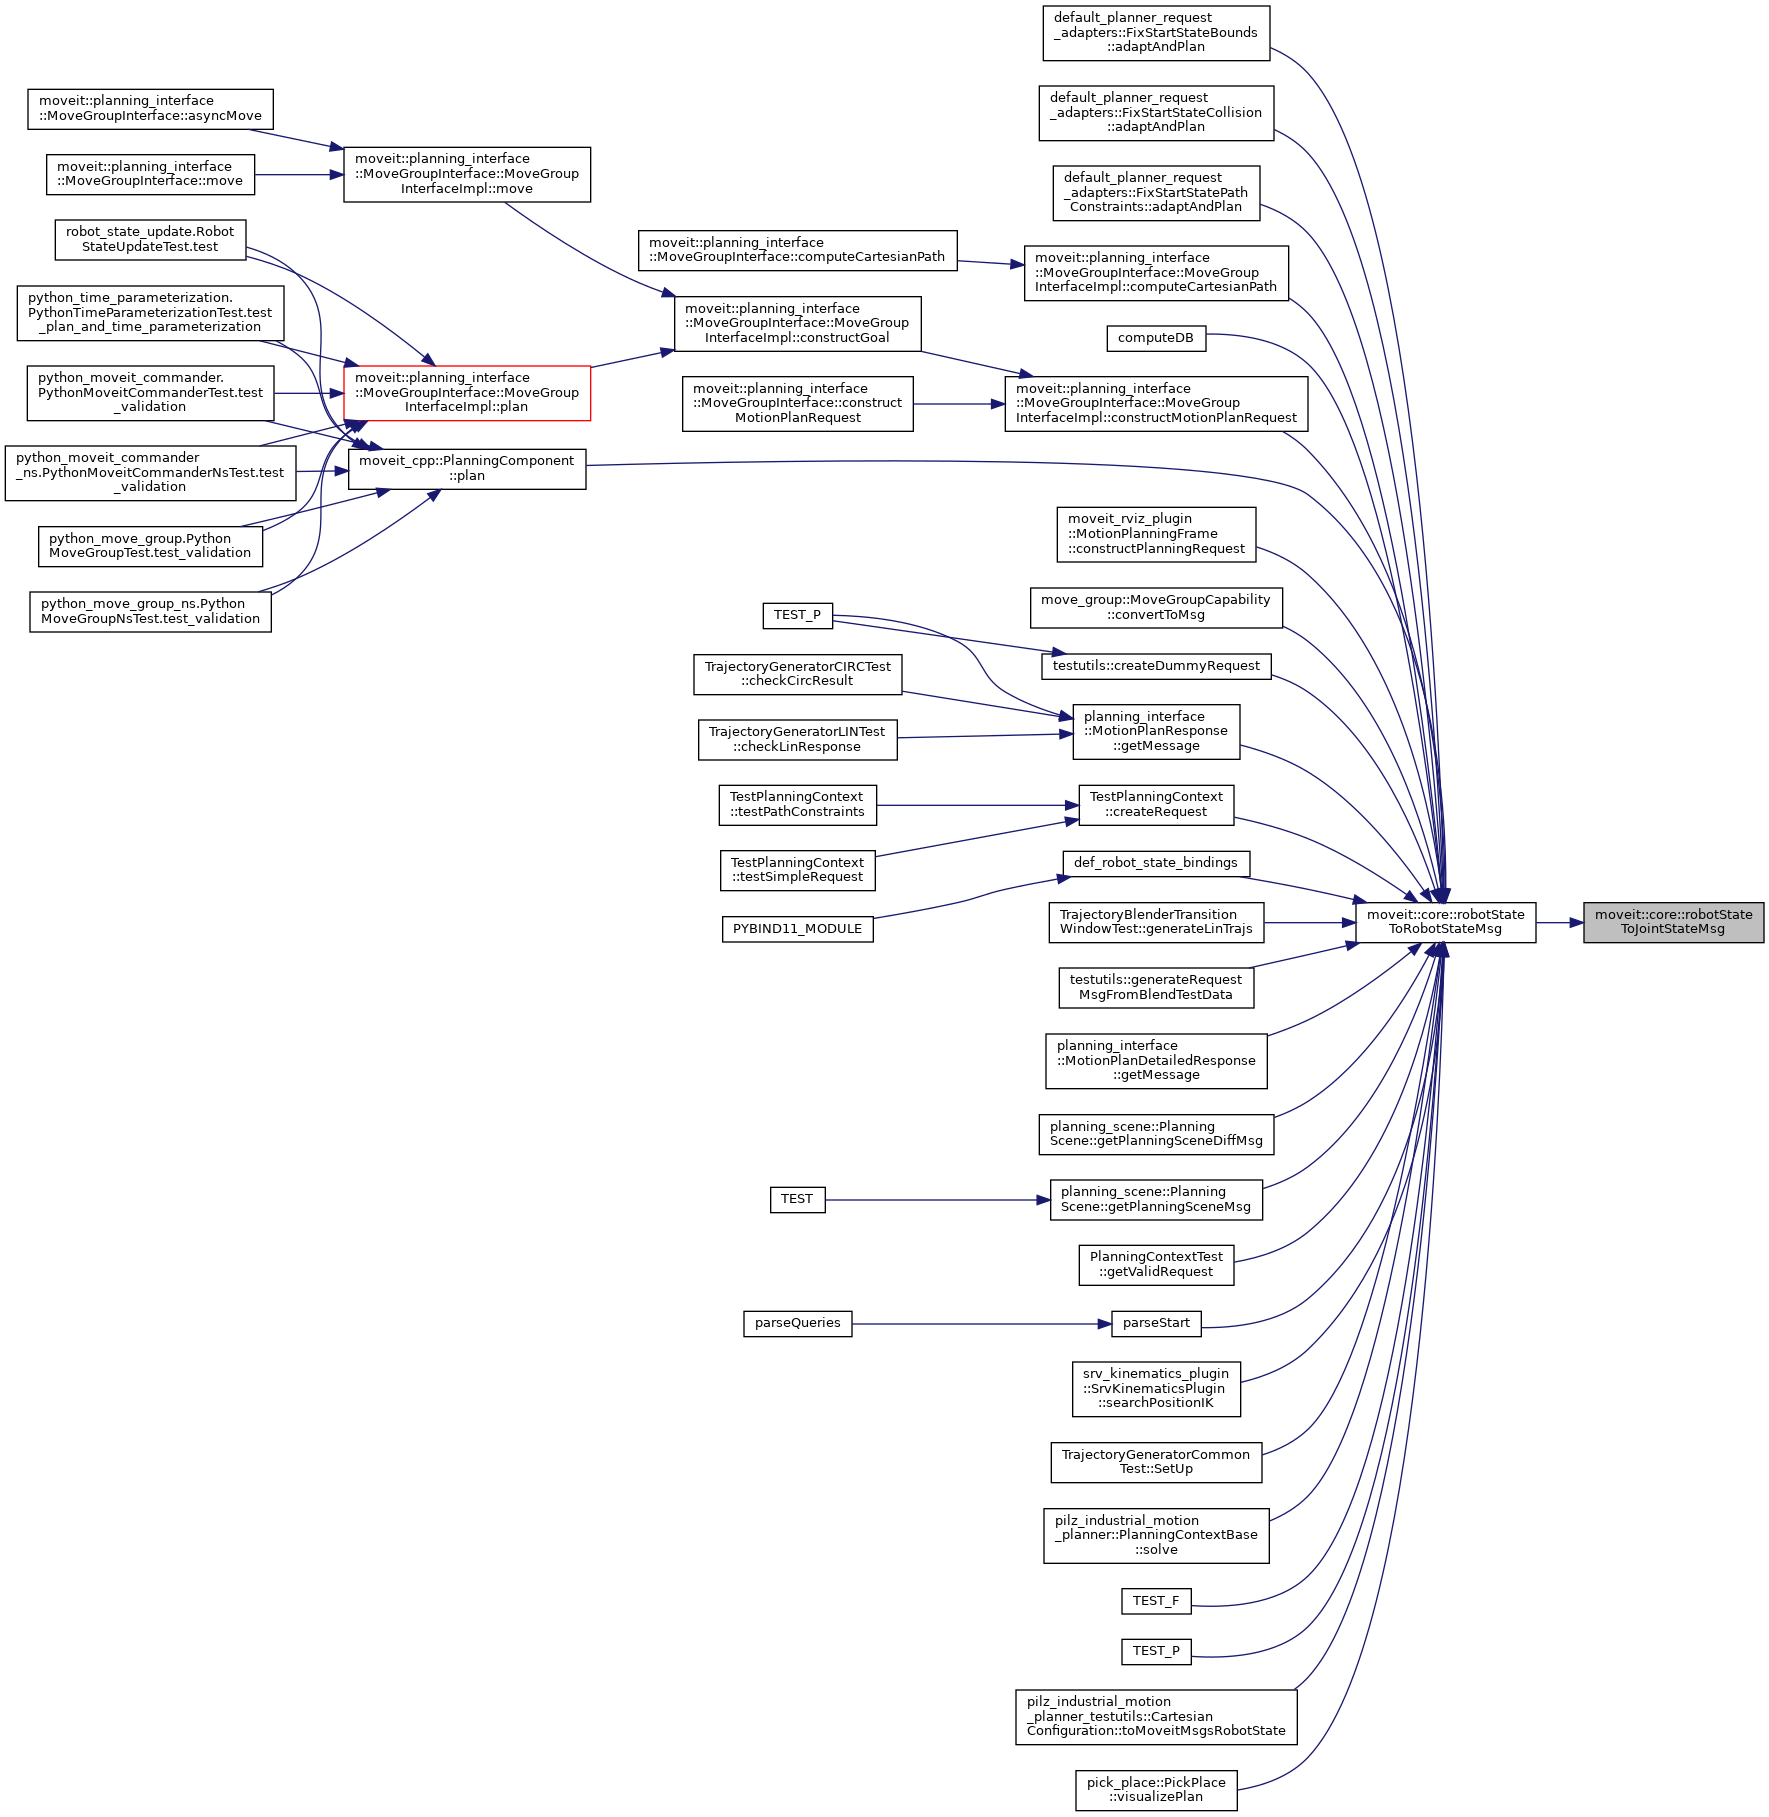 default_planner_request
_adapters::FixStartStateBounds
::adaptAndPlan
default_planner_request
_adapters::FixStartStateCollision
::adaptAndPlan
default_planner_request
_adapters::FixStartStatePath
Constraints::adaptAndPlan
moveit::planning_interface
::MoveGroupInterface::asyncMove
moveit::planning_interface
::MoveGroupInterface::move
moveit::planning_interface
::MoveGroupInterface::MoveGroup
InterfaceImpl::move
robot_state_update.Robot
StateUpdateTest.test
moveit::planning_interface
::MoveGroupInterface::computeCartesianPath
moveit::planning_interface
::MoveGroupInterface::MoveGroup
InterfaceImpl::computeCartesianPath
python_time_parameterization.
PythonTimeParameterizationTest.test
_plan_and_time_parameterization
moveit::planning_interface
::MoveGroupInterface::MoveGroup
InterfaceImpl::constructGoal
computeDB
python_moveit_commander.
PythonMoveitCommanderTest.test
_validation
moveit::planning_interface
::MoveGroupInterface::MoveGroup
InterfaceImpl::plan
moveit::planning_interface
::MoveGroupInterface::construct
MotionPlanRequest
moveit::planning_interface
::MoveGroupInterface::MoveGroup
InterfaceImpl::constructMotionPlanRequest
python_moveit_commander
_ns.PythonMoveitCommanderNsTest.test
_validation
moveit_cpp::PlanningComponent
::plan
python_move_group.Python
MoveGroupTest.test_validation
moveit_rviz_plugin
::MotionPlanningFrame
::constructPlanningRequest
python_move_group_ns.Python
MoveGroupNsTest.test_validation
move_group::MoveGroupCapability
::convertToMsg
TEST_P
testutils::createDummyRequest
TrajectoryGeneratorCIRCTest
::checkCircResult
planning_interface
::MotionPlanResponse
::getMessage
TrajectoryGeneratorLINTest
::checkLinResponse
TestPlanningContext
::testPathConstraints
TestPlanningContext
::createRequest
TestPlanningContext
::testSimpleRequest
def_robot_state_bindings
PYBIND11_MODULE
TrajectoryBlenderTransition
WindowTest::generateLinTrajs
moveit::core::robotState
ToRobotStateMsg
moveit::core::robotState
ToJointStateMsg
testutils::generateRequest
MsgFromBlendTestData
planning_interface
::MotionPlanDetailedResponse
::getMessage
planning_scene::Planning
Scene::getPlanningSceneDiffMsg
TEST
planning_scene::Planning
Scene::getPlanningSceneMsg
PlanningContextTest
::getValidRequest
parseQueries
parseStart
srv_kinematics_plugin
::SrvKinematicsPlugin
::searchPositionIK
TrajectoryGeneratorCommon
Test::SetUp
pilz_industrial_motion
_planner::PlanningContextBase
::solve
TEST_F
TEST_P
pilz_industrial_motion
_planner_testutils::Cartesian
Configuration::toMoveitMsgsRobotState
pick_place::PickPlace
::visualizePlan